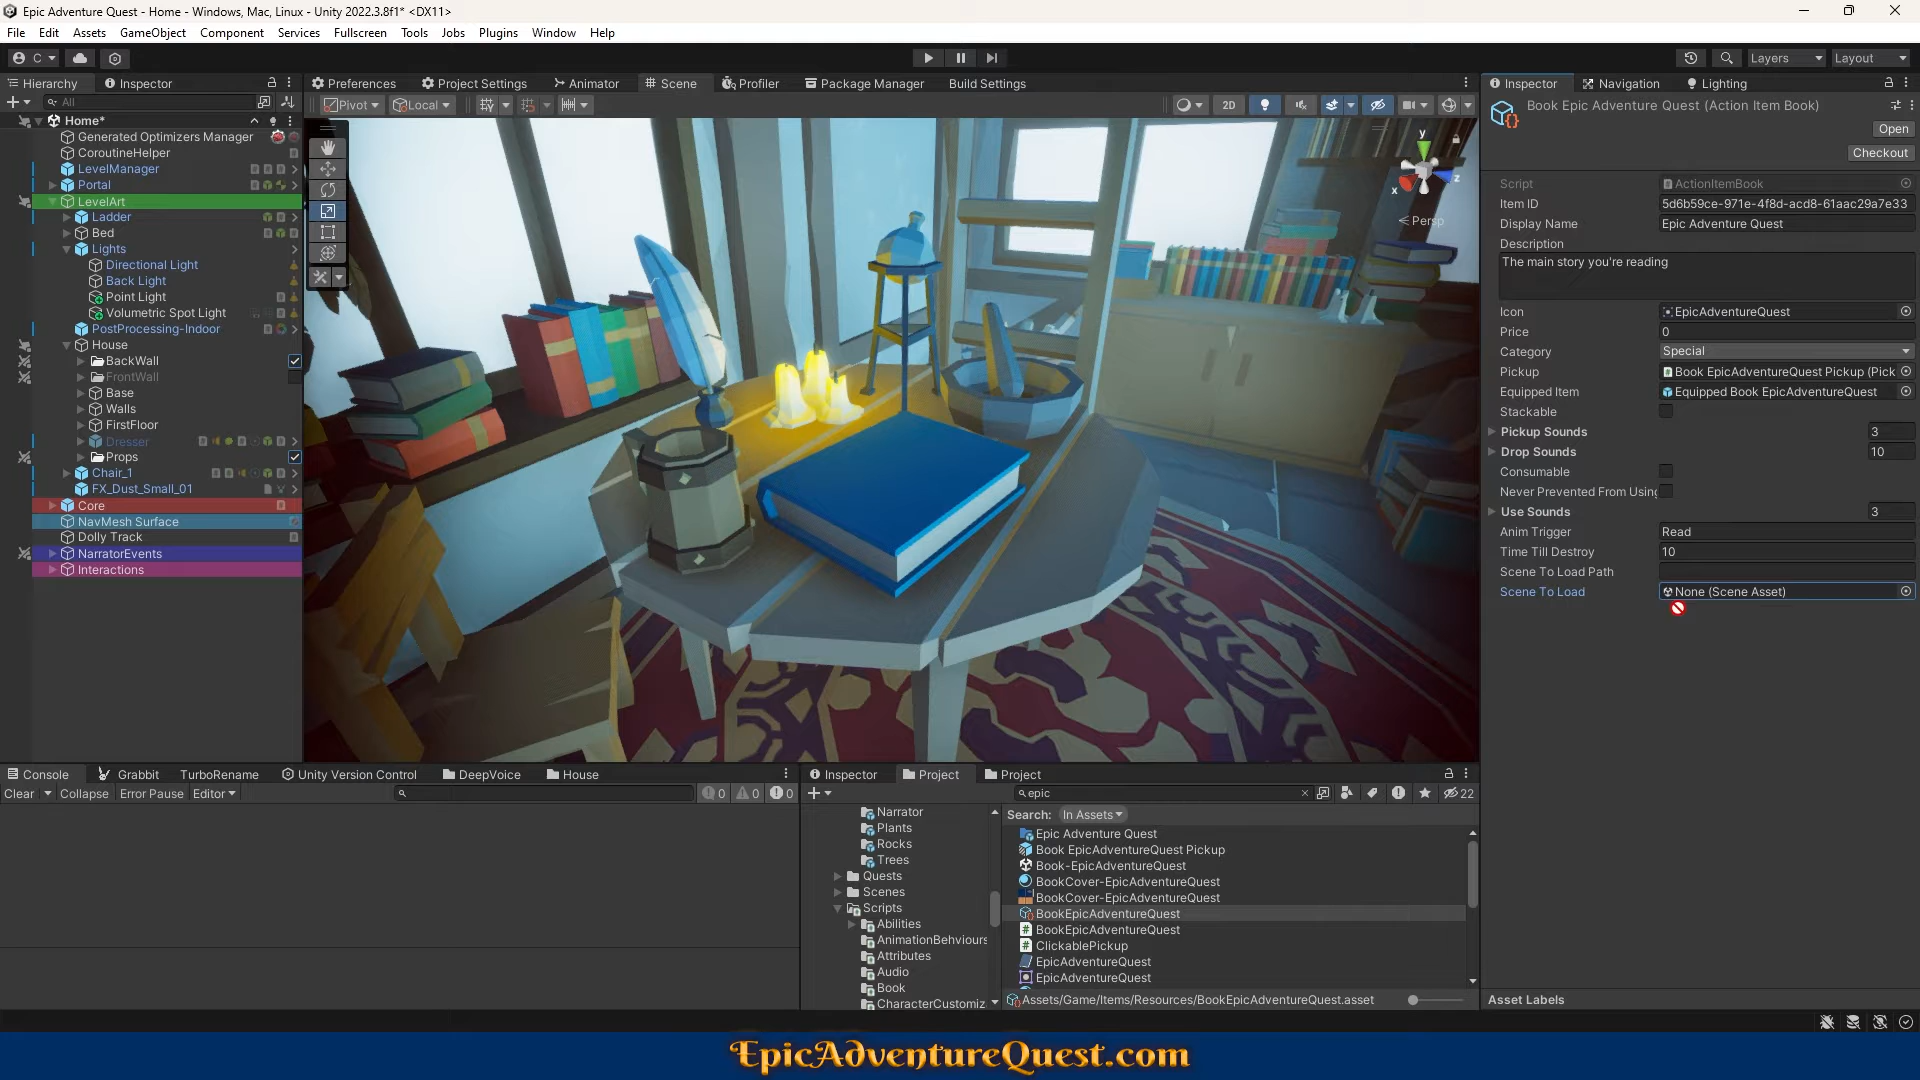 Epic Adventure Quest - Home - Windows, Mac, Linux - Unity 2022.3.8f1* <DX11>
File Edit Assets GameObject Component Services Fullscreen Tools Jobs Plugins Window Help
C Layers Layout
Hierarchy Inspector
All
Home*
Generated Optimizers Manager
CoroutineHelper
LevelManager
Portal
LevelArt
Ladder
Bed
Lights
Directional Light
Back Light
Point Light
Volumetric Spot Light
PostProcessing-Indoor
House
BackWall
FrontWall
Base
Walls
FirstFloor
Dresser
Props
Chair_1
FX_Dust_Small_01
Core
NavMesh Surface
Dolly Track
NarratorEvents
Interactions
Preferences Project Settings Animator Scene Profiler Package Manager Build Settings
Pivot Local 2D
y
z
x
< Persp
Inspector Navigation Lighting
Book Epic Adventure Quest (Action Item Book)
Open
Checkout
Script ActionItemBook
Item ID 5d6b59ce-971e-4f8d-acd8-61aac29a7e33
Display Name Epic Adventure Quest
Description
The main story you're reading
Icon EpicAdventureQuest
Price 0
Category Special
Pickup Book EpicAdventureQuest Pickup (Pick
Equipped Item Equipped Book EpicAdventureQuest
Stackable
Pickup Sounds 3
Drop Sounds 10
Consumable
Never Prevented From Using
Use Sounds 3
Anim Trigger Read
Time Till Destroy 10
Scene To Load Path
Scene To Load None (Scene Asset)
Asset Labels
Console Grabbit TurboRename Unity Version Control DeepVoice House
Clear Collapse Error Pause Editor 0 0 0
Inspector Project Project
epic 22
Narrator
Plants
Rocks
Trees
Quests
Scenes
Scripts
Abilities
AnimationBehviours
Attributes
Audio
Book
CharacterCustomiz
Search: In Assets
Epic Adventure Quest
Book EpicAdventureQuest Pickup
Book-EpicAdventureQuest
BookCover-EpicAdventureQuest
BookCover-EpicAdventureQuest
BookEpicAdventureQuest
BookEpicAdventureQuest
ClickablePickup
EpicAdventureQuest
EpicAdventureQuest
Assets/Game/Items/Resources/BookEpicAdventureQuest.asset
EpicAdventureQuest.com